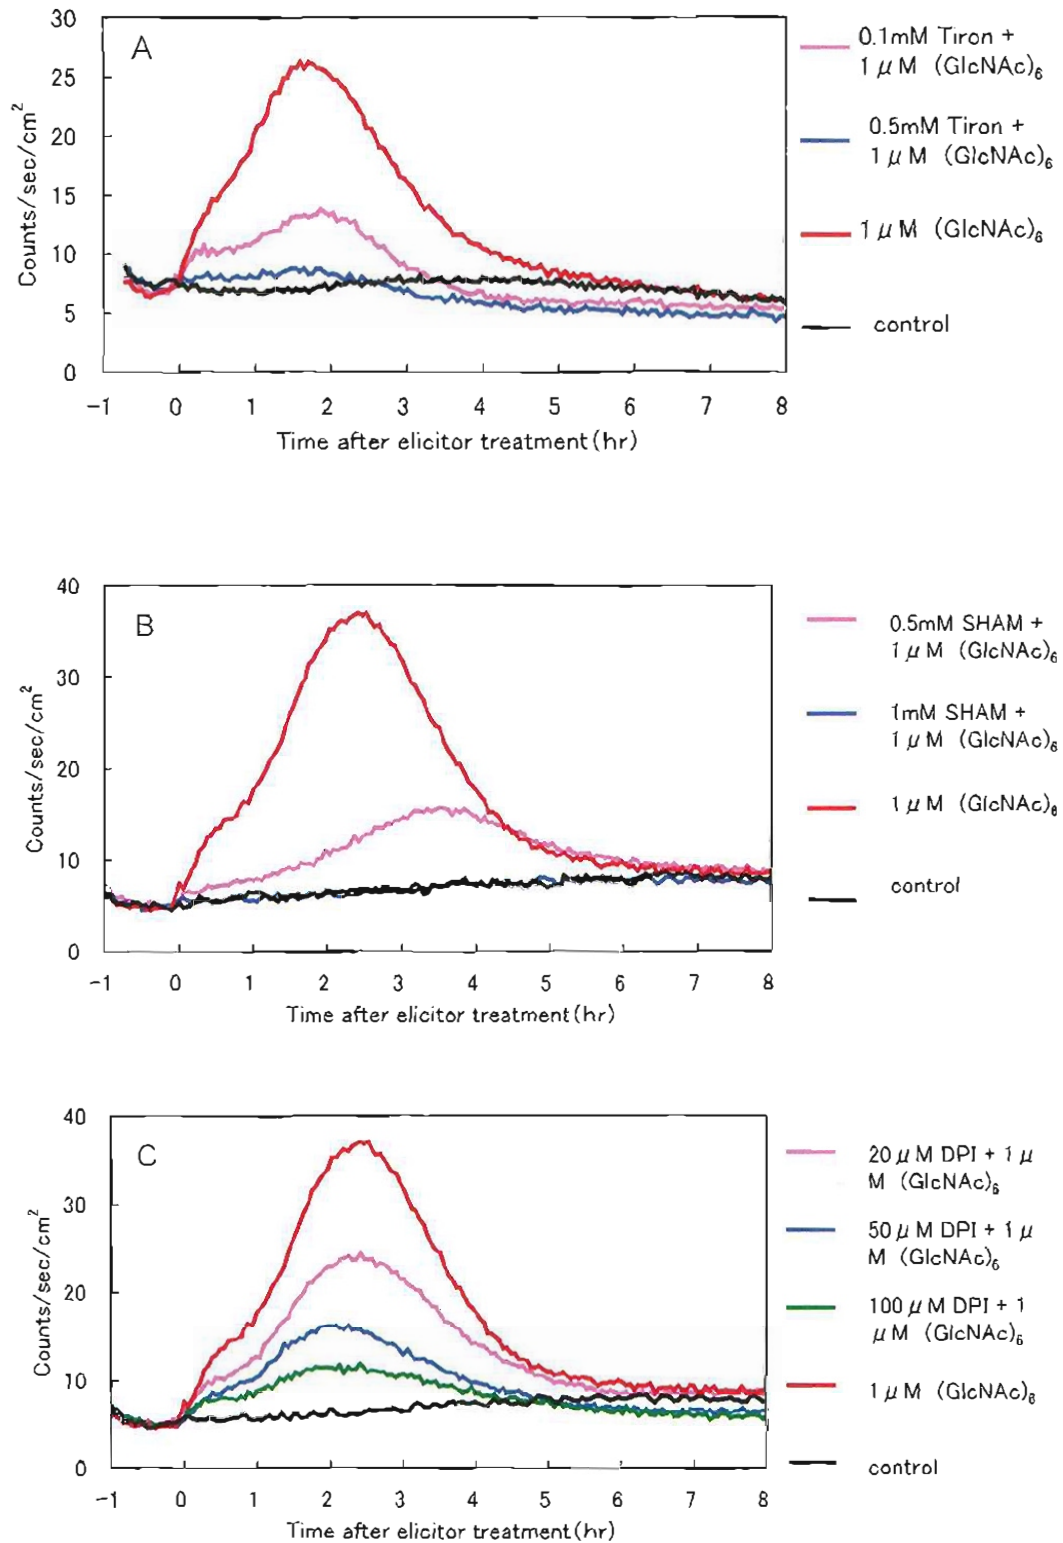 A
30
25
20
15
10
5
0
Counts/sec/cm²
-1 0 1 2 3 4 5 6 7 8
Time after elicitor treatment(hr)
0.1mM Tiron +
1 μM (GlcNAc)₆
0.5mM Tiron +
1 μM (GlcNAc)₆
1 μM (GlcNAc)₆
control
B
40
30
20
10
0
Counts/sec/cm²
-1 0 1 2 3 4 5 6 7 8
Time after elicitor treatment(hr)
0.5mM SHAM +
1 μM (GlcNAc)₆
1mM SHAM +
1 μM (GlcNAc)₆
1 μM (GlcNAc)₆
control
C
40
30
20
10
0
Counts/sec/cm²
-1 0 1 2 3 4 5 6 7 8
Time after elicitor treatment(hr)
20 μM DPI + 1 μ
M (GlcNAc)₆
50 μM DPI + 1 μ
M (GlcNAc)₆
100 μM DPI + 1
μM (GlcNAc)₆
1 μM (GlcNAc)₆
control